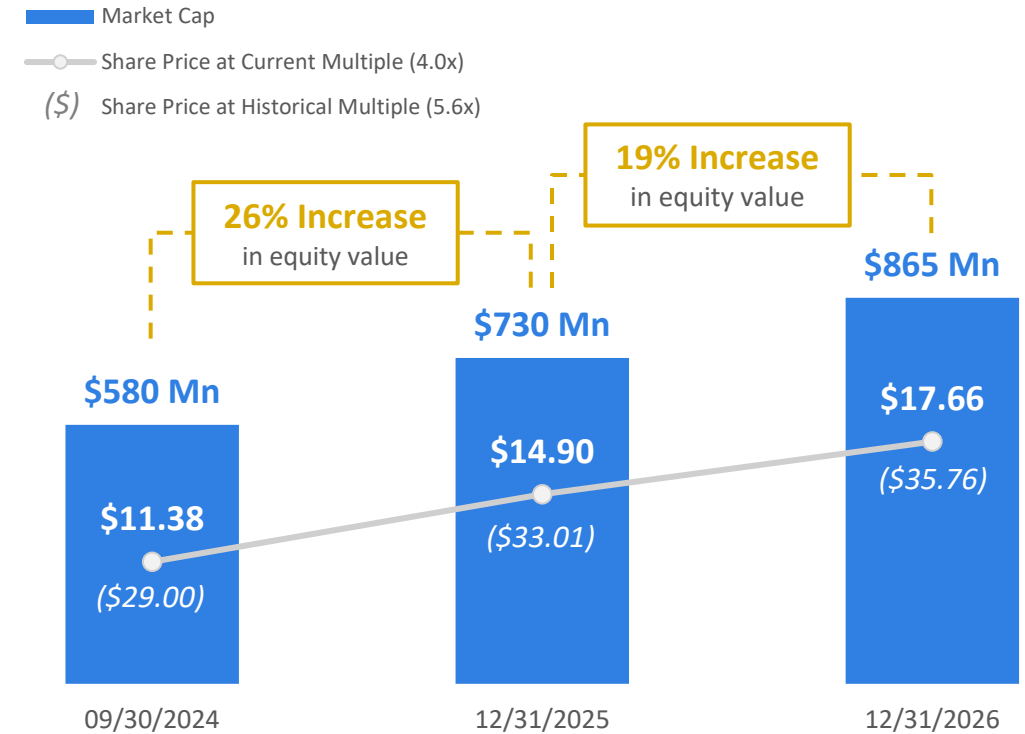 Market Cap
Share Price at Current Multiple (4.0x)
($) Share Price at Historical Multiple (5.6x)
19% Increase
in equity value
26% Increase
in equity value
$865 Mn
$730 Mn
$580 Mn
$17.66
$14.90
($35.76)
$11.38
($33.01)
($29.00)
09/30/2024
12/31/2025
12/31/2026